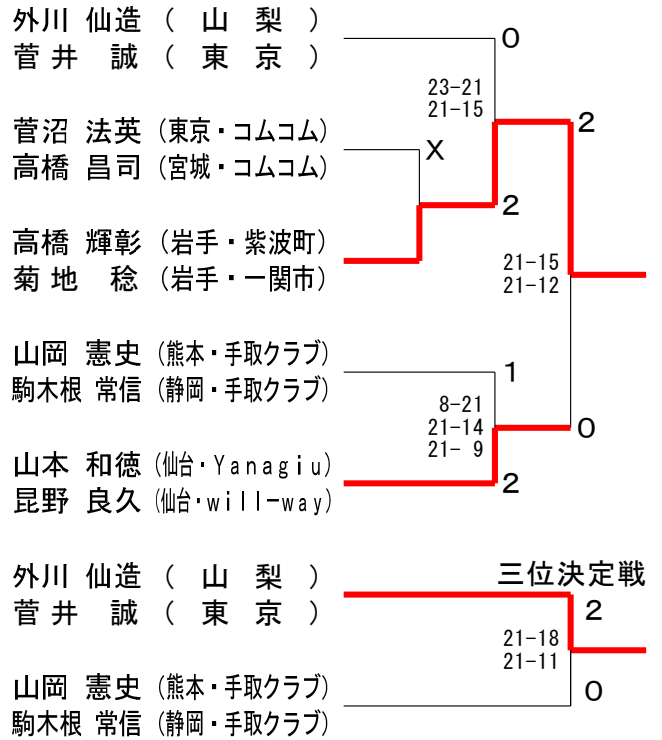 外川 仙造 ( 山 梨 )
菅井 誠 ( 東 京 )
0
23-21
21-15
菅沼 法英 (東京・コムコム)
高橋 昌司 (宮城・コムコム)
X
2
2
高橋 輝彰 (岩手・紫波町)
菊地 稔 (岩手・一関市)
21-15
21-12
山岡 憲史 (熊本・手取クラブ)
駒木根 常信 (静岡・手取クラブ)
1
8-21
21-14
21- 9
0
山本 和徳 (仙台・Yanagiu)
昆野 良久 (仙台・will-way)
2
三位決定戦
外川 仙造 ( 山 梨 )
菅井 誠 ( 東 京 )
2
21-18
21-11
山岡 憲史 (熊本・手取クラブ)
駒木根 常信 (静岡・手取クラブ)
0